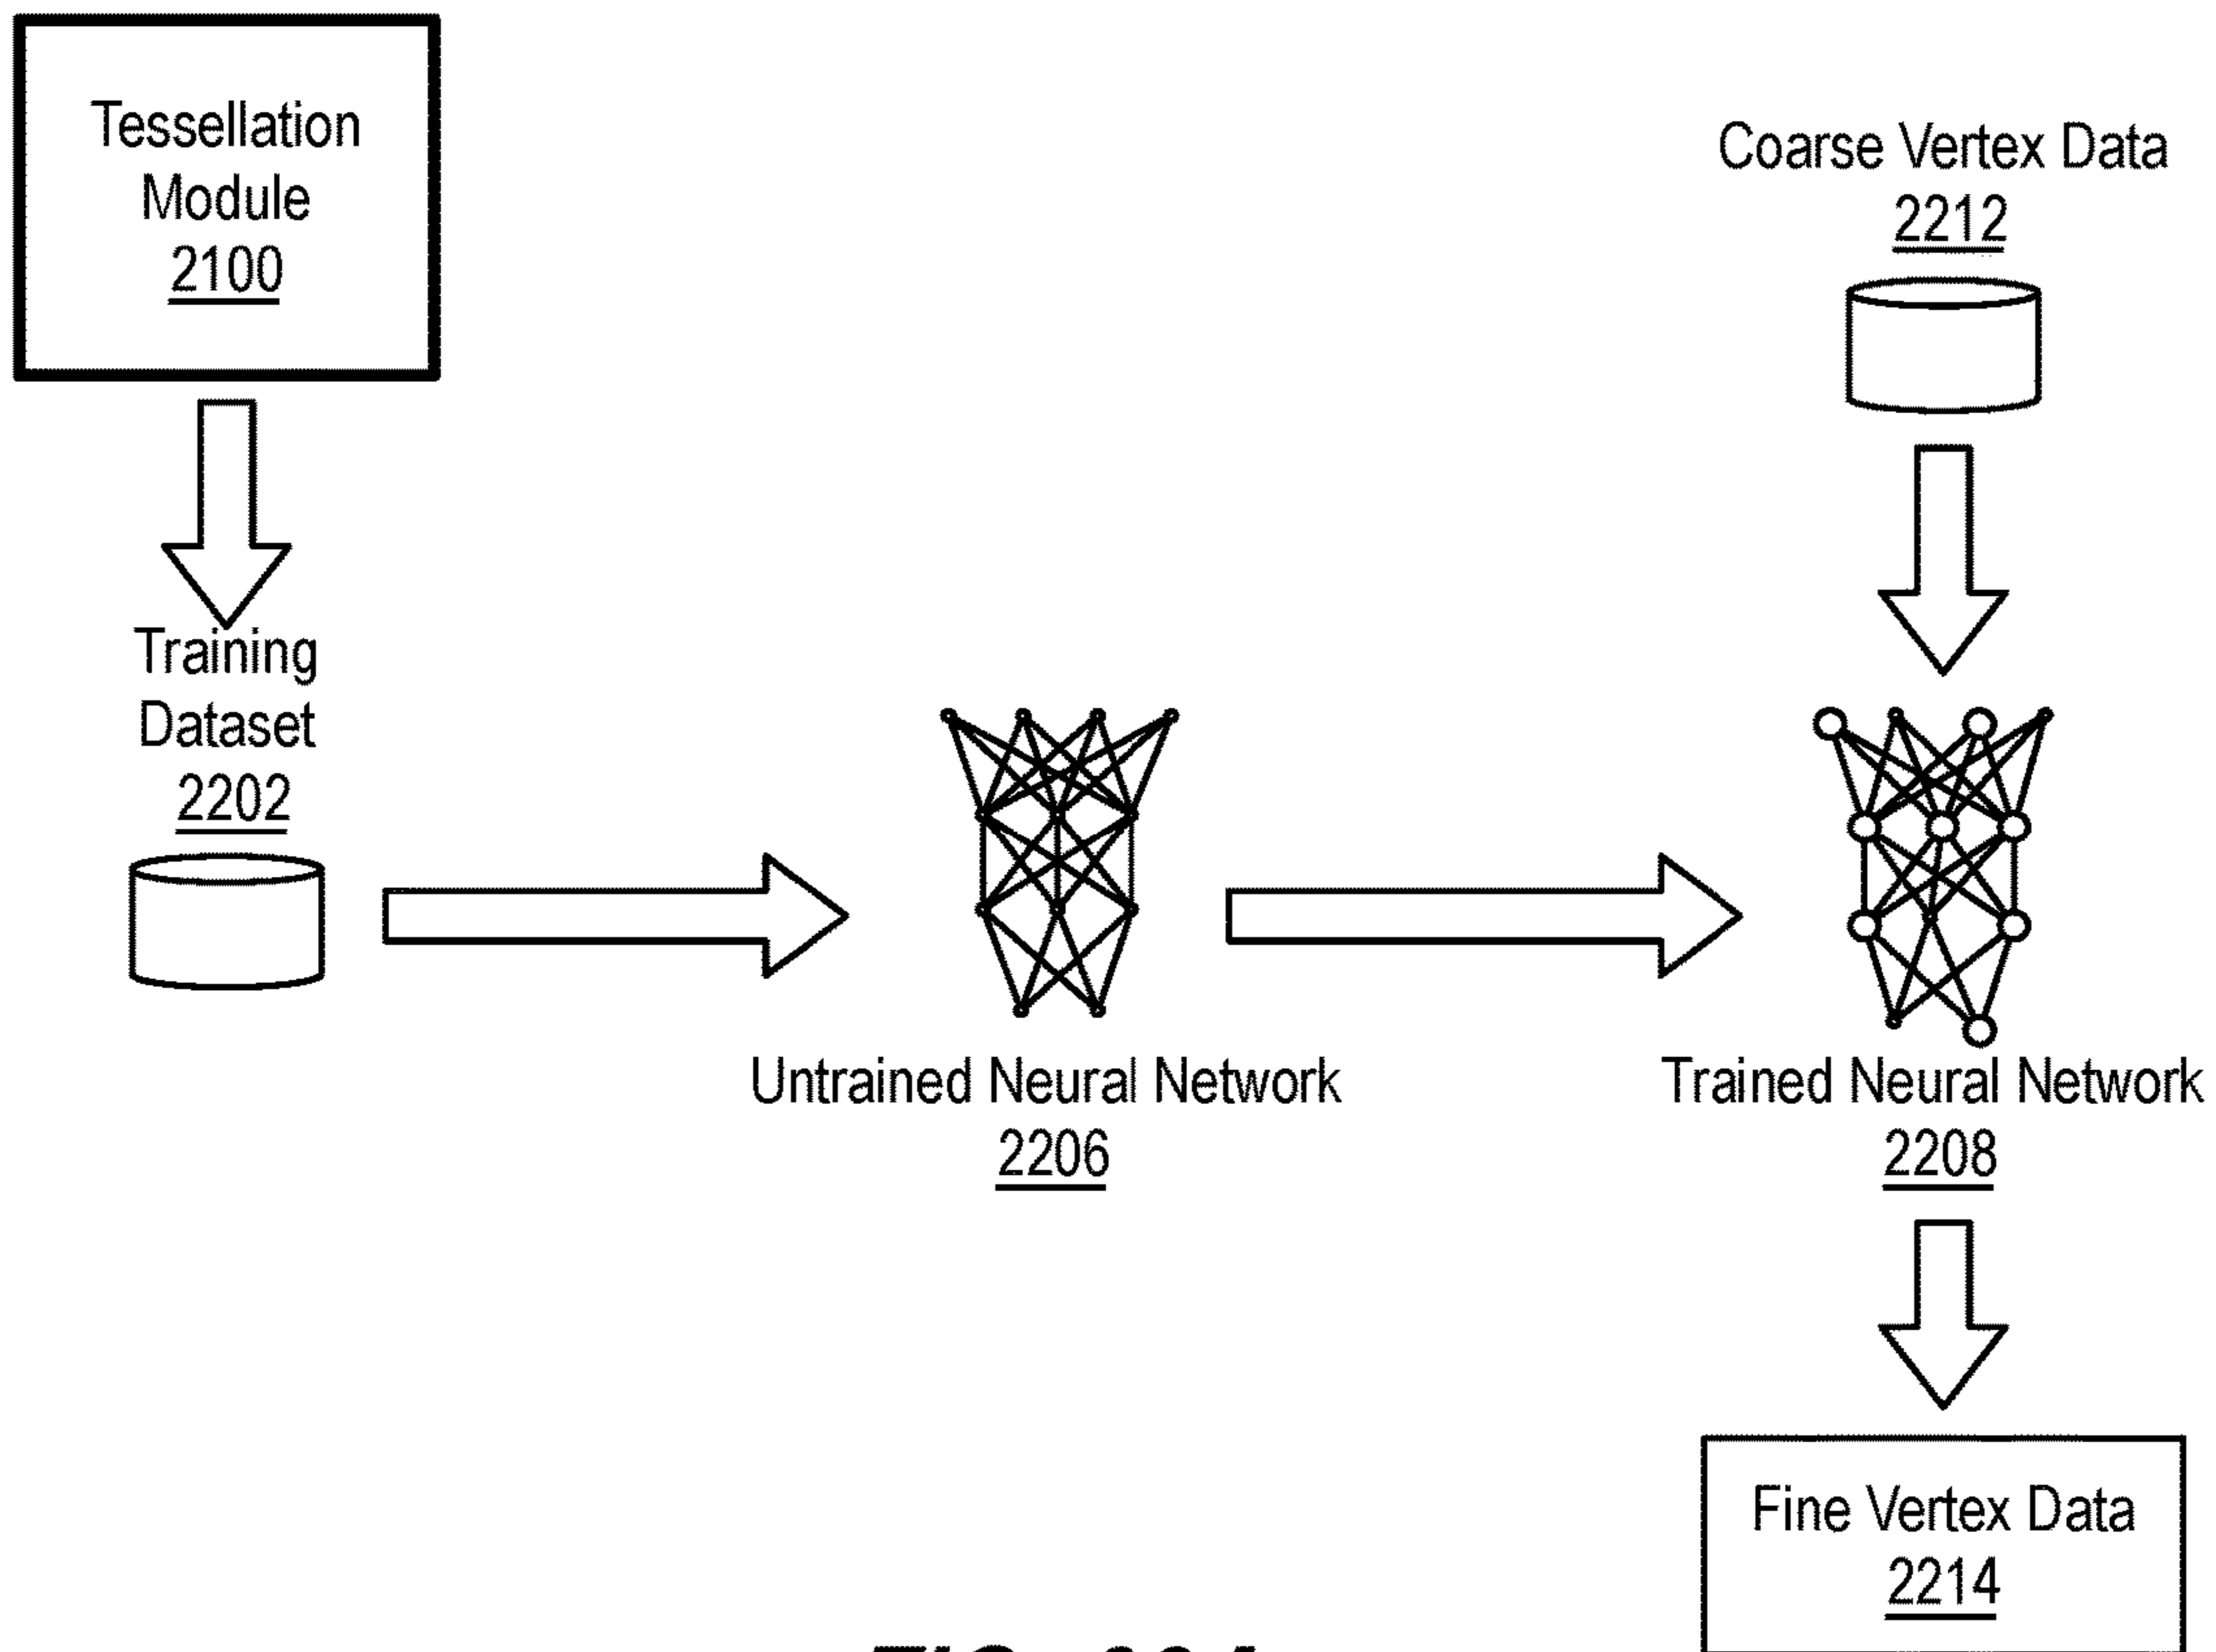 Tessellation
Module
2100
Coarse Vertex Data
2212
Training
Dataset
2202
Untrained Neural Network
2206
Trained Neural Network
2208
Fine Vertex Data
2214